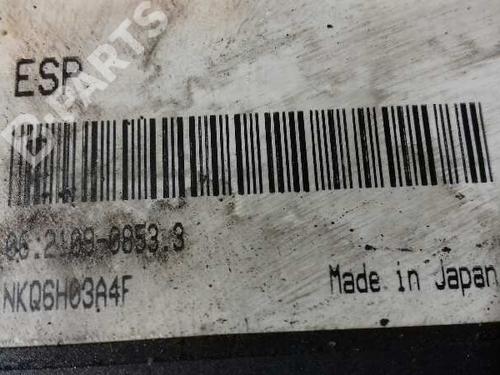 ESP
B-PARTS
06.2109-0853.3
NKQ6H03A4F
Made in Japan